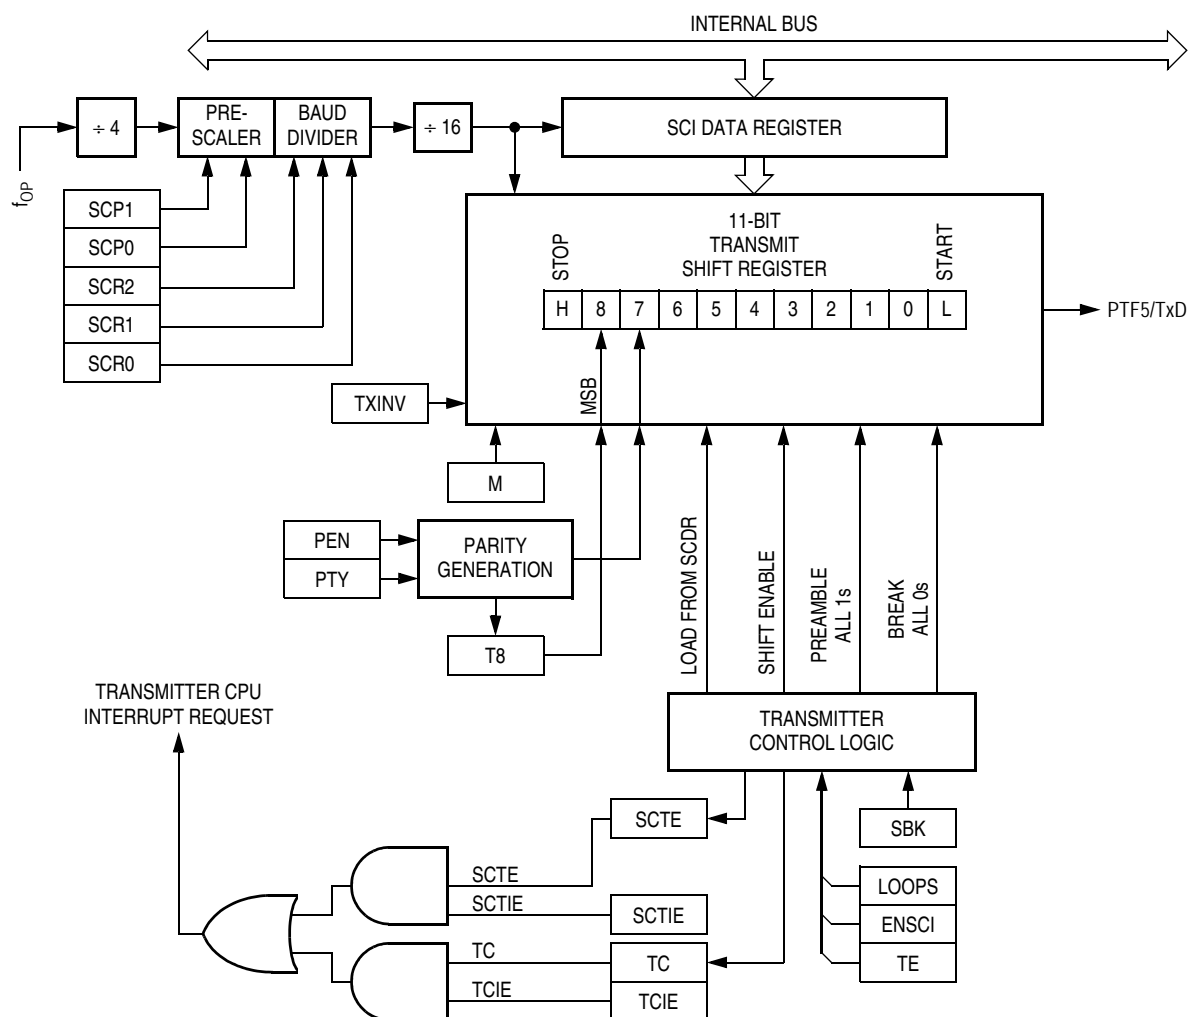 INTERNAL BUS
÷ 4
PRE-
SCALER
BAUD
DIVIDER
÷ 16
SCI DATA REGISTER
fOP
SCP1
SCP0
SCR2
SCR1
SCR0
11-BIT
TRANSMIT
SHIFT REGISTER
STOP
START
H 8 7 6 5 4 3 2 1 0 L
PTF5/TxD
TXINV
MSB
M
PEN
PTY
PARITY
GENERATION
T8
LOAD FROM SCDR
SHIFT ENABLE
PREAMBLE
ALL 1s
BREAK
ALL 0s
TRANSMITTER CPU
INTERRUPT REQUEST
TRANSMITTER
CONTROL LOGIC
SCTE
SBK
SCTE
LOOPS
SCTIE
SCTIE
ENSCI
TC
TC
TE
TCIE
TCIE